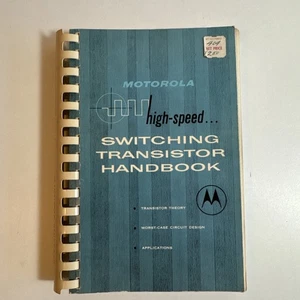 MOTOROLA
high-speed...
SWITCHING
TRANSISTOR
HANDBOOK
• TRANSISTOR THEORY
• WORST-CASE CIRCUIT DESIGN
• APPLICATIONS